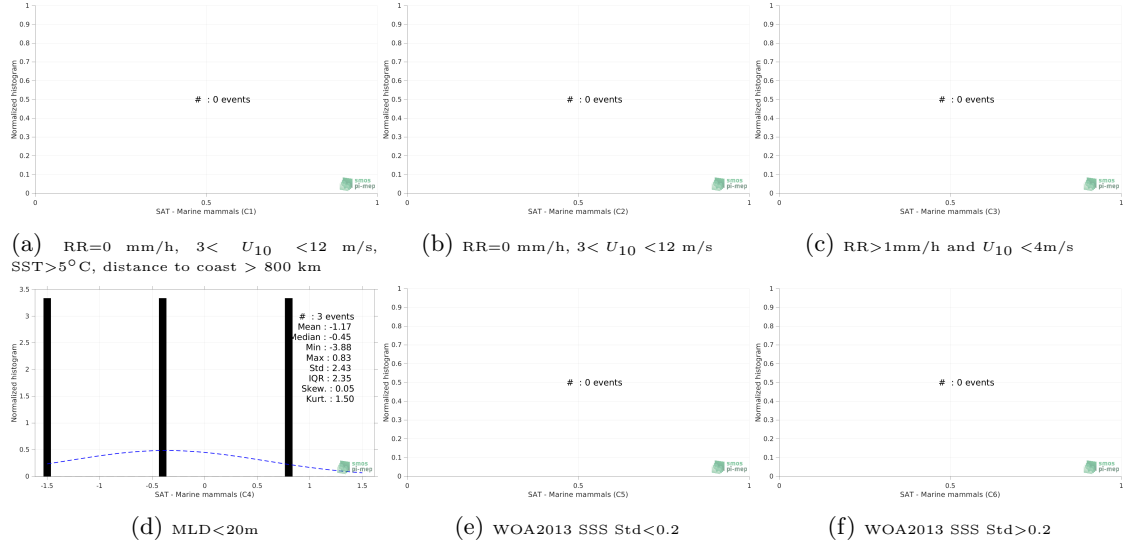 1
0.9
0.8
0.7
0.6
0.5
0.4
0.3
0.2
0.1
0
Normalized histogram
# : 0 events
smos
pi-mep
0 0.5 1
SAT - Marine mammals (C1)
(a) RR=0 mm/h, 3< U10 <12 m/s,
SST>5°C, distance to coast > 800 km
1
0.9
0.8
0.7
0.6
0.5
0.4
0.3
0.2
0.1
0
Normalized histogram
# : 0 events
smos
pi-mep
0 0.5 1
SAT - Marine mammals (C2)
(b) RR=0 mm/h, 3< U10 <12 m/s
1
0.9
0.8
0.7
0.6
0.5
0.4
0.3
0.2
0.1
0
Normalized histogram
# : 0 events
smos
pi-mep
0 0.5 1
SAT - Marine mammals (C3)
(c) RR>1mm/h and U10 <4m/s
3.5
3
2.5
2
1.5
1
0.5
0
Normalized histogram
# : 3 events
Mean : -1.17
Median : -0.45
Min : -3.88
Max : 0.83
Std : 2.43
IQR : 2.35
Skew. : 0.05
Kurt. : 1.50
smos
pi-mep
-1.5 -1 -0.5 0 0.5 1 1.5
SAT - Marine mammals (C4)
(d) MLD<20m
1
0.9
0.8
0.7
0.6
0.5
0.4
0.3
0.2
0.1
0
Normalized histogram
# : 0 events
smos
pi-mep
0 0.5 1
SAT - Marine mammals (C5)
(e) WOA2013 SSS Std<0.2
1
0.9
0.8
0.7
0.6
0.5
0.4
0.3
0.2
0.1
0
Normalized histogram
# : 0 events
smos
pi-mep
0 0.5 1
SAT - Marine mammals (C6)
(f) WOA2013 SSS Std>0.2